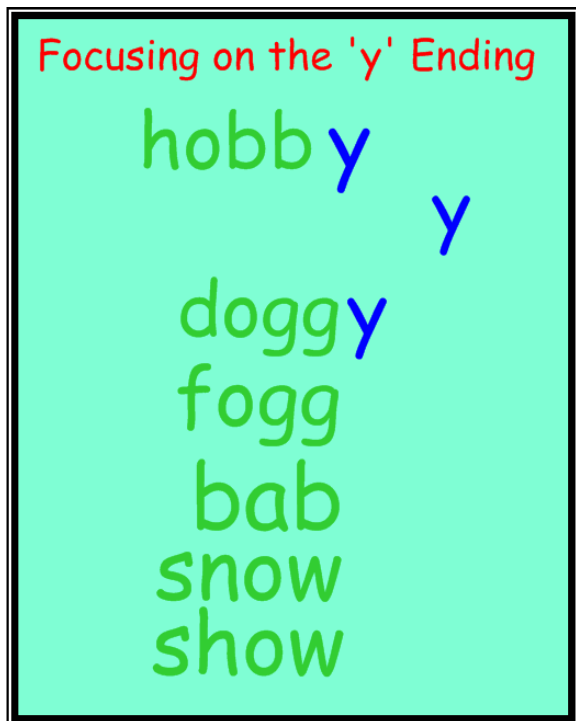 Focusing on the 'y' Ending
hobby
y
doggy
fogg
bab
snow
show